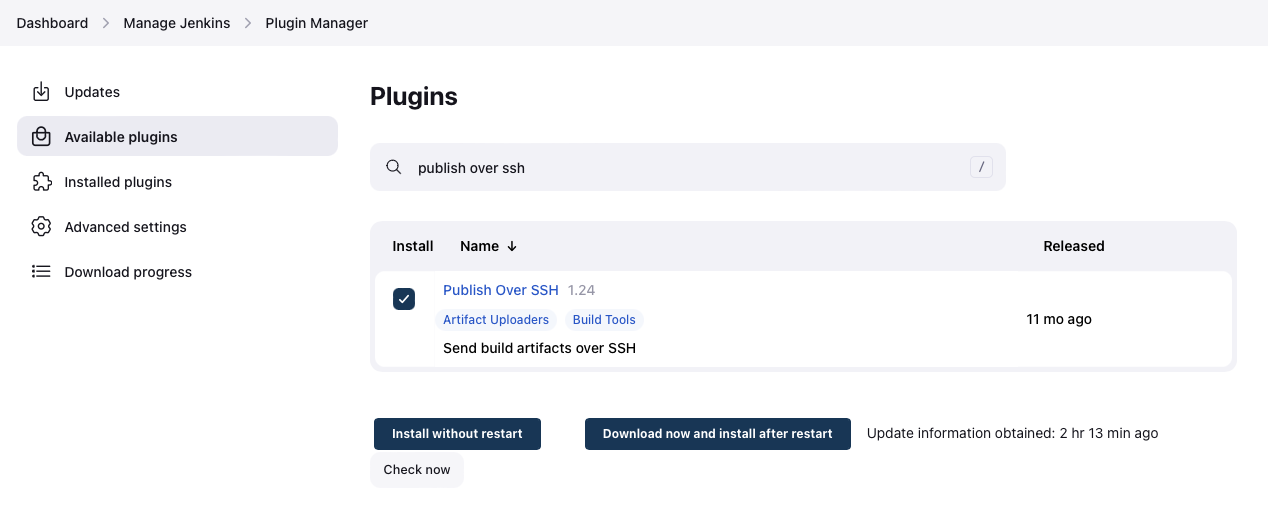 Dashboard > Manage Jenkins > Plugin Manager
Updates
Available plugins
Installed plugins
Advanced settings
Download progress
Plugins
publish over ssh /
Install Name ↓ Released
Publish Over SSH 1.24
Artifact Uploaders Build Tools
11 mo ago
Send build artifacts over SSH
Install without restart Download now and install after restart Update information obtained: 2 hr 13 min ago
Check now